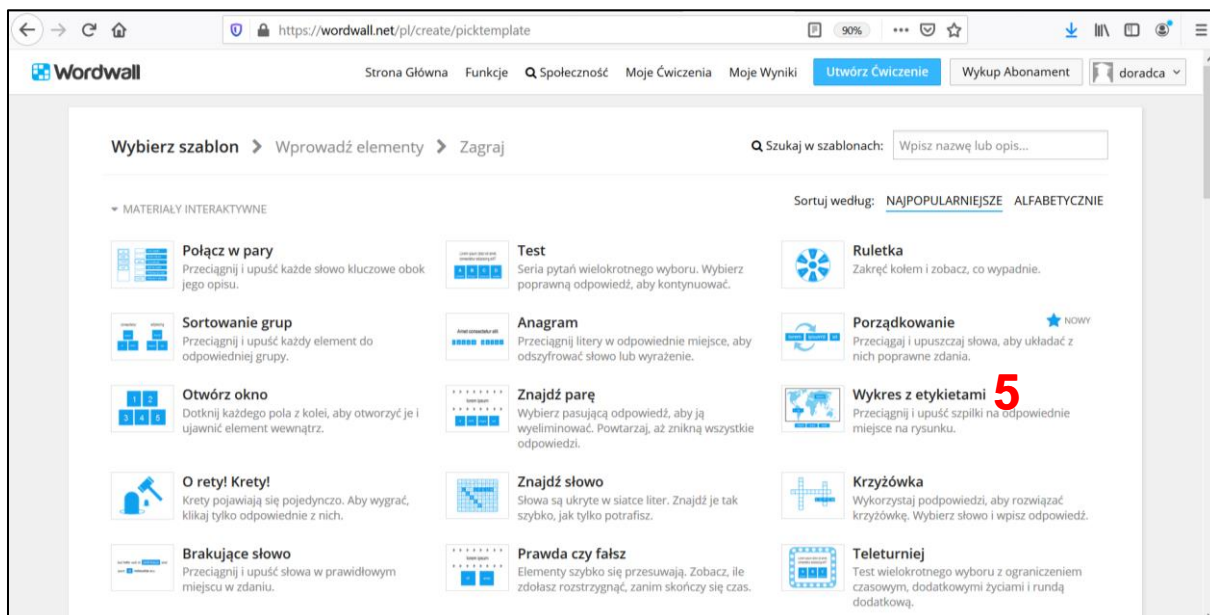 https://wordwall.net/pl/create/picktemplate
90%
Wordwall
Strona Główna Funkcje Społeczność Moje Ćwiczenia Moje Wyniki Utwórz Ćwiczenie Wykup Abonament doradca
Wybierz szablon > Wprowadź elementy > Zagraj
Szukaj w szablonach: Wpisz nazwę lub opis...
MATERIAŁY INTERAKTYWNE
Sortuj według: NAJPOPULARNIEJSZE ALFABETYCZNIE
Połącz w pary
Przeciągnij i upuść każde słowo kluczowe obok
jego opisu.
Test
Seria pytań wielokrotnego wyboru. Wybierz
poprawną odpowiedź, aby kontynuować.
Ruletka
Zakręć kołem i zobacz, co wypadnie.
Sortowanie grup
Przeciągnij i upuść każdy element do
odpowiedniej grupy.
Anagram
Przeciągnij litery w odpowiednie miejsce, aby
odszyfrować słowo lub wyrażenie.
Porządkowanie
NOWY
Przeciągaj i upuszczaj słowa, aby układać z
nich poprawne zdania.
Otwórz okno
Dotknij każdego pola z kolei, aby otworzyć je i
ujawnić element wewnątrz.
1 2
3 4 5
Znajdź parę
Wybierz pasującą odpowiedź, aby ją
wyeliminować. Powtarzaj, aż znikną wszystkie
odpowiedzi.
Wykres z etykietami 5
Przeciągnij i upuść szpilki na odpowiednie
miejsce na rysunku.
O rety! Krety!
Krety pojawiają się pojedynczo. Aby wygrać,
klikaj tylko odpowiednie z nich.
Znajdź słowo
Słowa są ukryte w siatce liter. Znajdź je tak
szybko, jak tylko potrafisz.
Krzyżówka
Wykorzystaj podpowiedzi, aby rozwiązać
krzyżówkę. Wybierz słowo i wpisz odpowiedź.
Brakujące słowo
Przeciągnij i upuść słowa w prawidłowym
miejscu w zdaniu.
Prawda czy fałsz
Elementy szybko się przesuwają. Zobacz, ile
zdołasz rozstrzygnąć, zanim skończy się czas.
Teleturniej
Test wielokrotnego wyboru z ograniczeniem
czasowym, dodatkowymi życiami i rundą
dodatkową.